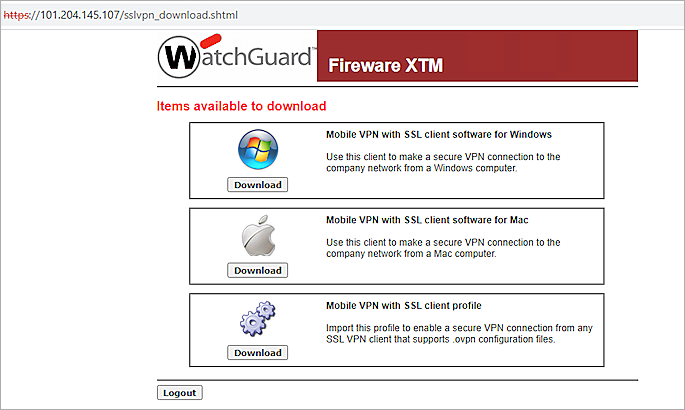 https://101.204.145.107/sslvpn_download.shtml
WatchGuard™
Fireware XTM
Items available to download
Mobile VPN with SSL client software for Windows
Use this client to make a secure VPN connection to the
company network from a Windows computer.
Download
Mobile VPN with SSL client software for Mac
Use this client to make a secure VPN connection to the
company network from a Mac computer.
Download
Mobile VPN with SSL client profile
Import this profile to enable a secure VPN connection from any
SSL VPN client that supports .ovpn configuration files.
Download
Logout